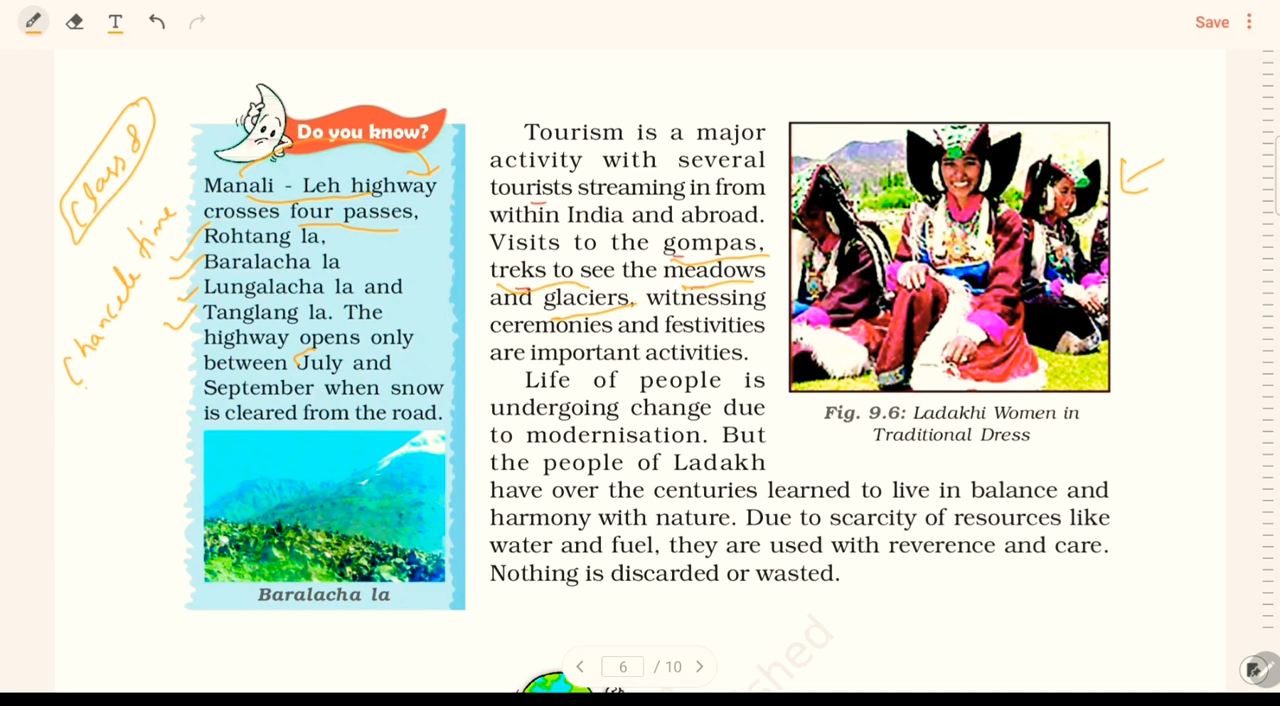 T
Save
Class 8
Do you know?
Manali - Leh highway
crosses four passes,
Rohtang la,
Baralacha la
Lungalacha la and
Tanglang la. The
highway opens only
between July and
September when snow
is cleared from the road.
Baralacha la
Tourism is a major
activity with several
tourists streaming in from
within India and abroad.
Visits to the gompas,
treks to see the meadows
and glaciers, witnessing
ceremonies and festivities
are important activities.
Life of people is
undergoing change due
to modernisation. But
the people of Ladakh
have over the centuries learned to live in balance and
harmony with nature. Due to scarcity of resources like
water and fuel, they are used with reverence and care.
Nothing is discarded or wasted.
Fig. 9.6: Ladakhi Women in
Traditional Dress
6 / 10
shed